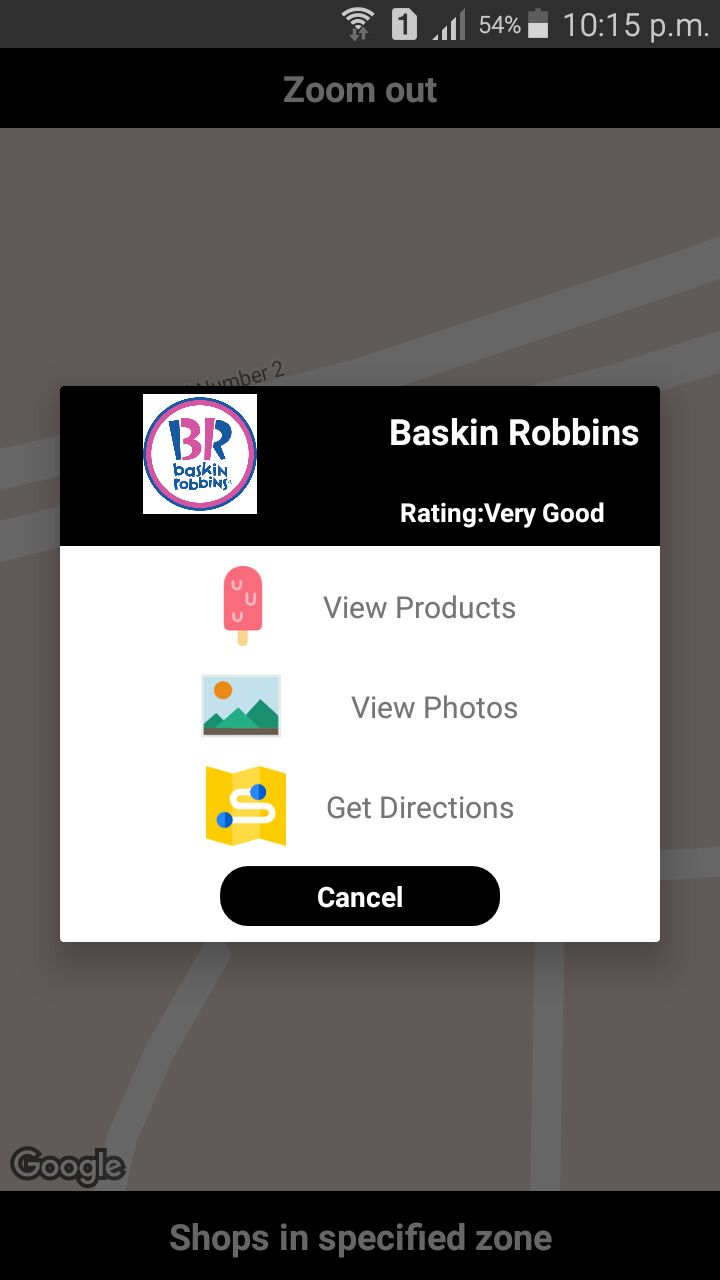 1 54% 10:15 p.m.
Zoom out
Number 2
BR
baskin
robbins
Baskin Robbins
Rating:Very Good
View Products
View Photos
Get Directions
Cancel
Google
Shops in specified zone